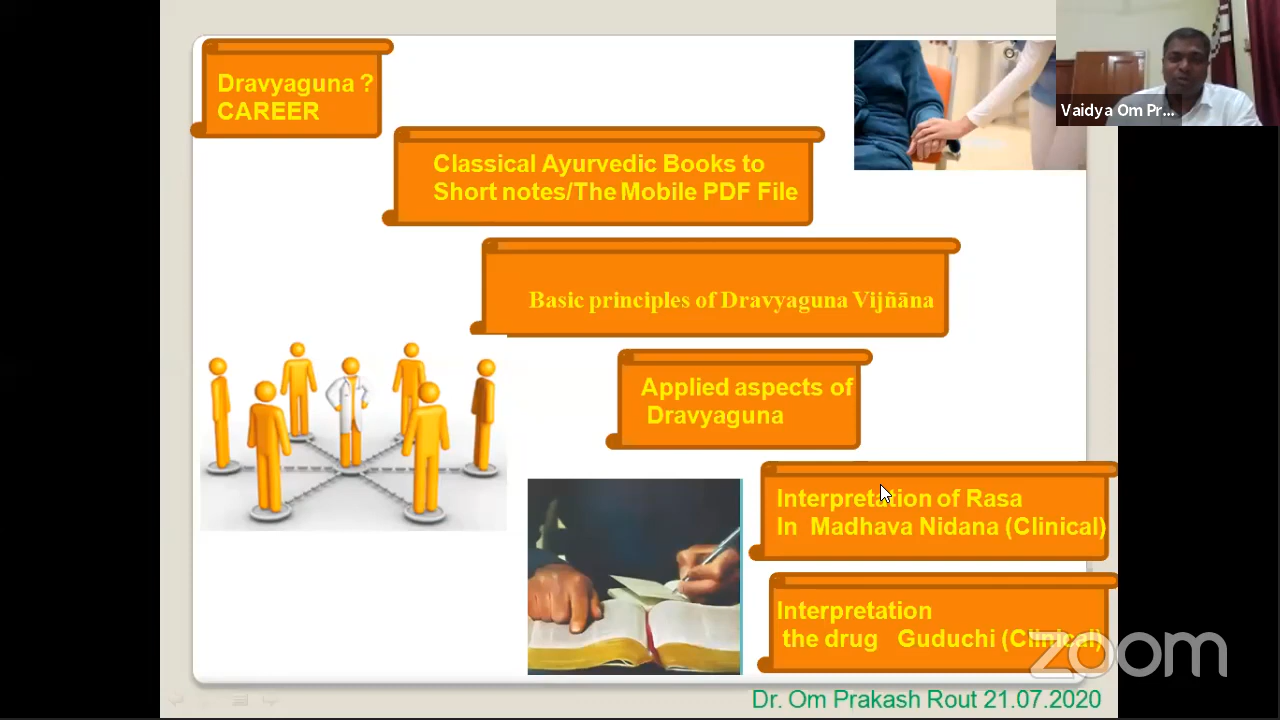 Dravyaguna ?
CAREER
Vaidya Om Pr...
Classical Ayurvedic Books to
Short notes/The Mobile PDF File
Basic principles of Dravyaguna Vijñāna
Applied aspects of
Dravyaguna
Interpretation of Rasa
In Madhava Nidana (Clinical)
Interpretation
the drug Guduchi (Clinical)
zoom
Dr. Om Prakash Rout 21.07.2020